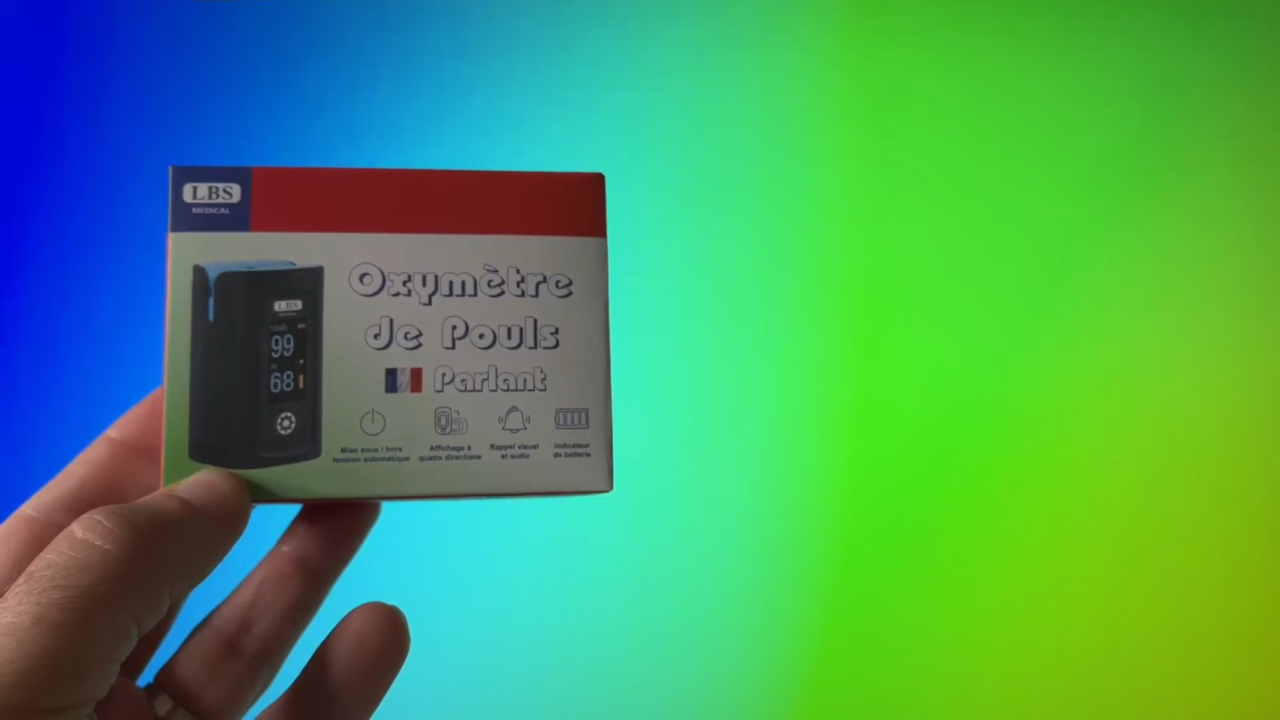 LBS
MEDICAL
Oxymètre
de Pouls
Parlant
LBS
99
68
Mise sous / hors
tension automatique
Affichage à
quatre directions
Rappel visuel
et audio
Indicateur
de batterie